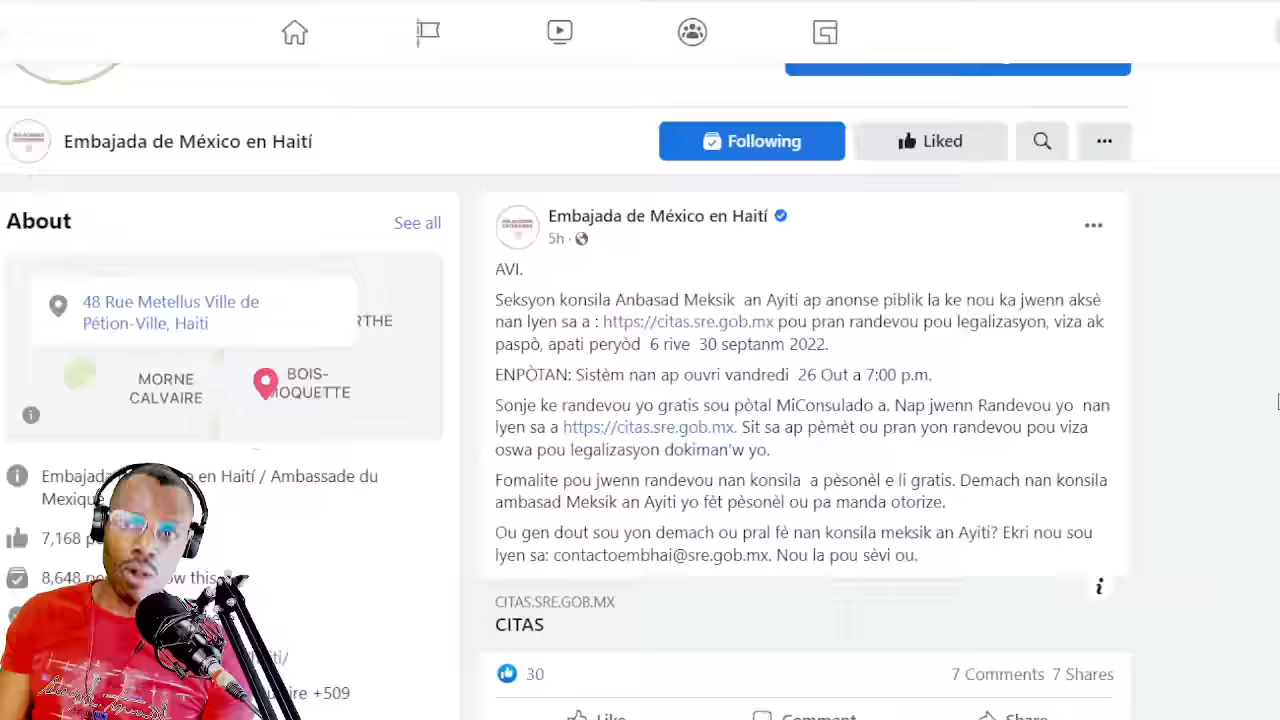 Embajada de México en Haití
Following
Liked
About
See all
48 Rue Metellus Ville de
Pétion-Ville, Haiti
MORNE
CALVAIRE
BOIS-
Embajada en Haití / Ambassade du
7,168
8,648 this
+509
Embajada de México en Haití
5h
AVI.
Seksyon konsila Anbasad Meksik an Ayiti ap anonse piblik la ke nou ka jwenn aksè
nan lyen sa a : https://citas.sre.gob.mx pou pran randevou pou legalizasyon, viza ak
paspò, apati peryòd 6 rive 30 septanm 2022.
ENPÒTAN: Sistèm nan ap ouvri vandredi 26 Out a 7:00 p.m.
Sonje ke randevou yo gratis sou pòtal MiConsulado a. Nap jwenn Randevou yo nan
lyen sa a https://citas.sre.gob.mx. Sit sa ap pèmèt ou pran yon randevou pou viza
oswa pou legalizasyon dokiman'w yo.
Fomalite pou jwenn randevou nan konsila a pèsonèl e li gratis. Demach nan konsila
ambasad Meksik an Ayiti yo fèt pèsonèl ou pa manda otorize.
Ou gen dout sou yon demach ou pral fè nan konsila meksik an Ayiti? Ekri nou sou
lyen sa: contactoembhai@sre.gob.mx. Nou la pou sèvi ou.
CITAS.SRE.GOB.MX
CITAS
30
7 Comments 7 Shares
Like
Comment
Share